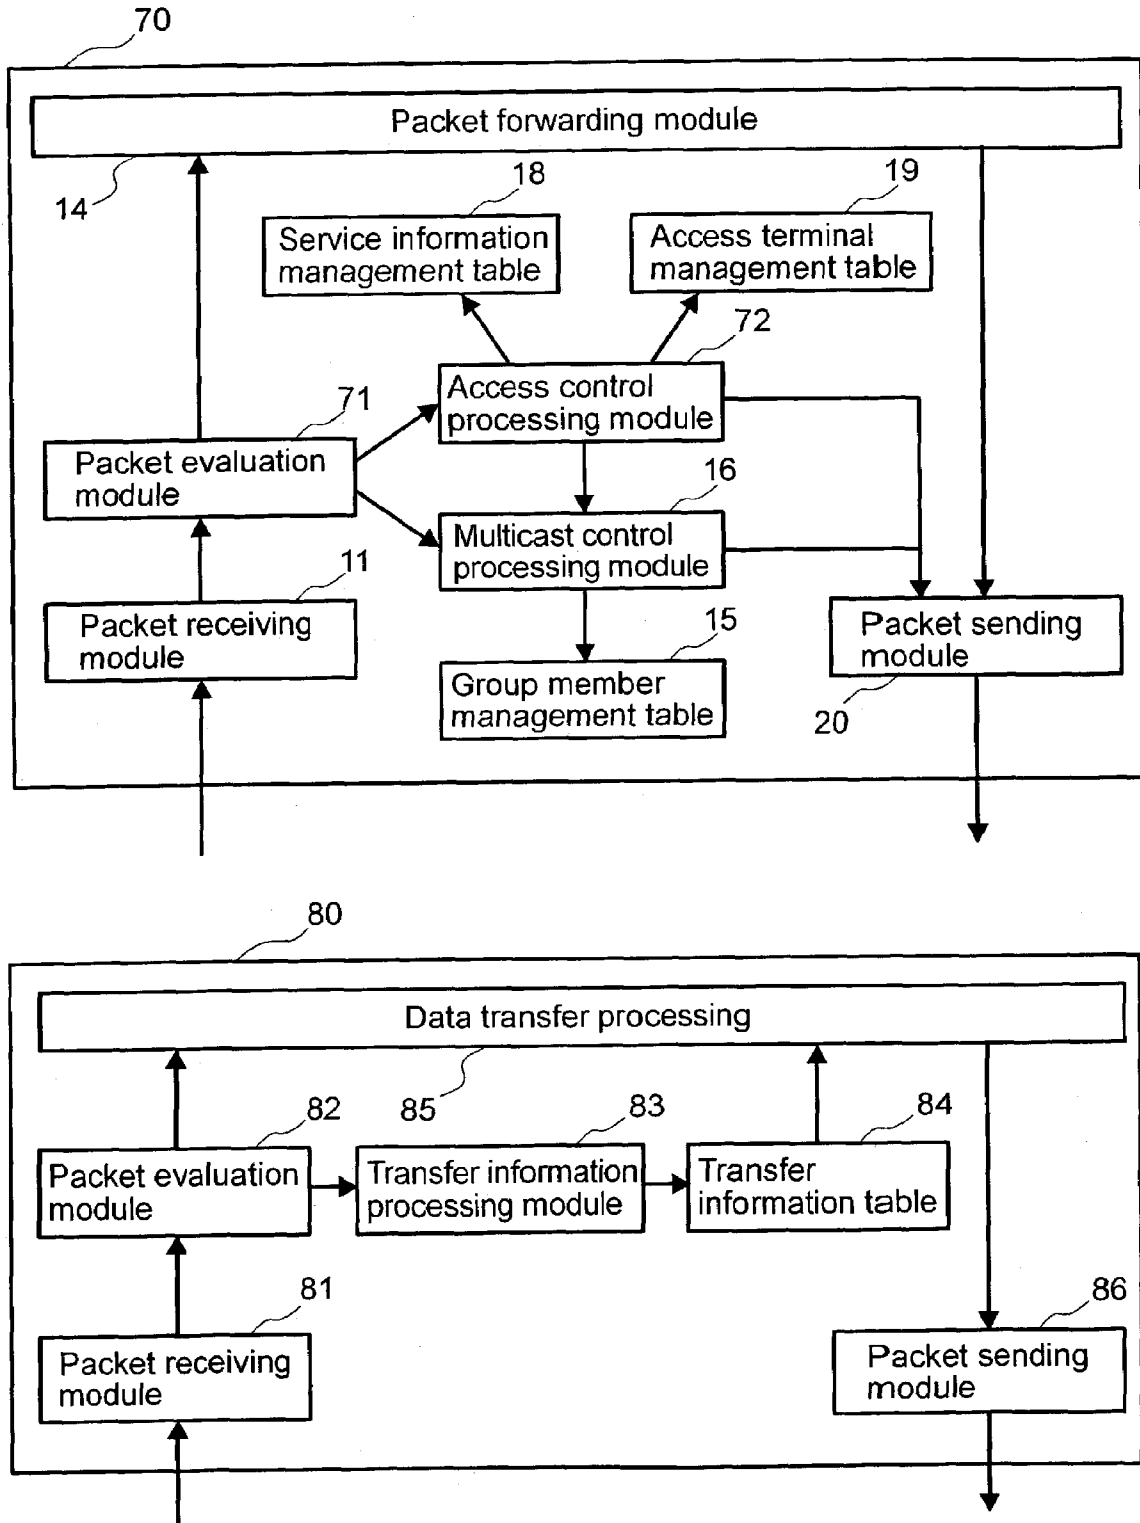 70
Packet forwarding module
14
18
19
Service information
management table
Access terminal
management table
72
Access control
processing module
71
Packet evaluation
module
16
Multicast control
processing module
11
Packet receiving
module
15
Group member
management table
Packet sending
module
20
80
Data transfer processing
85
82
83
84
Packet evaluation
module
Transfer information
processing module
Transfer
information table
81
Packet receiving
module
86
Packet sending
module